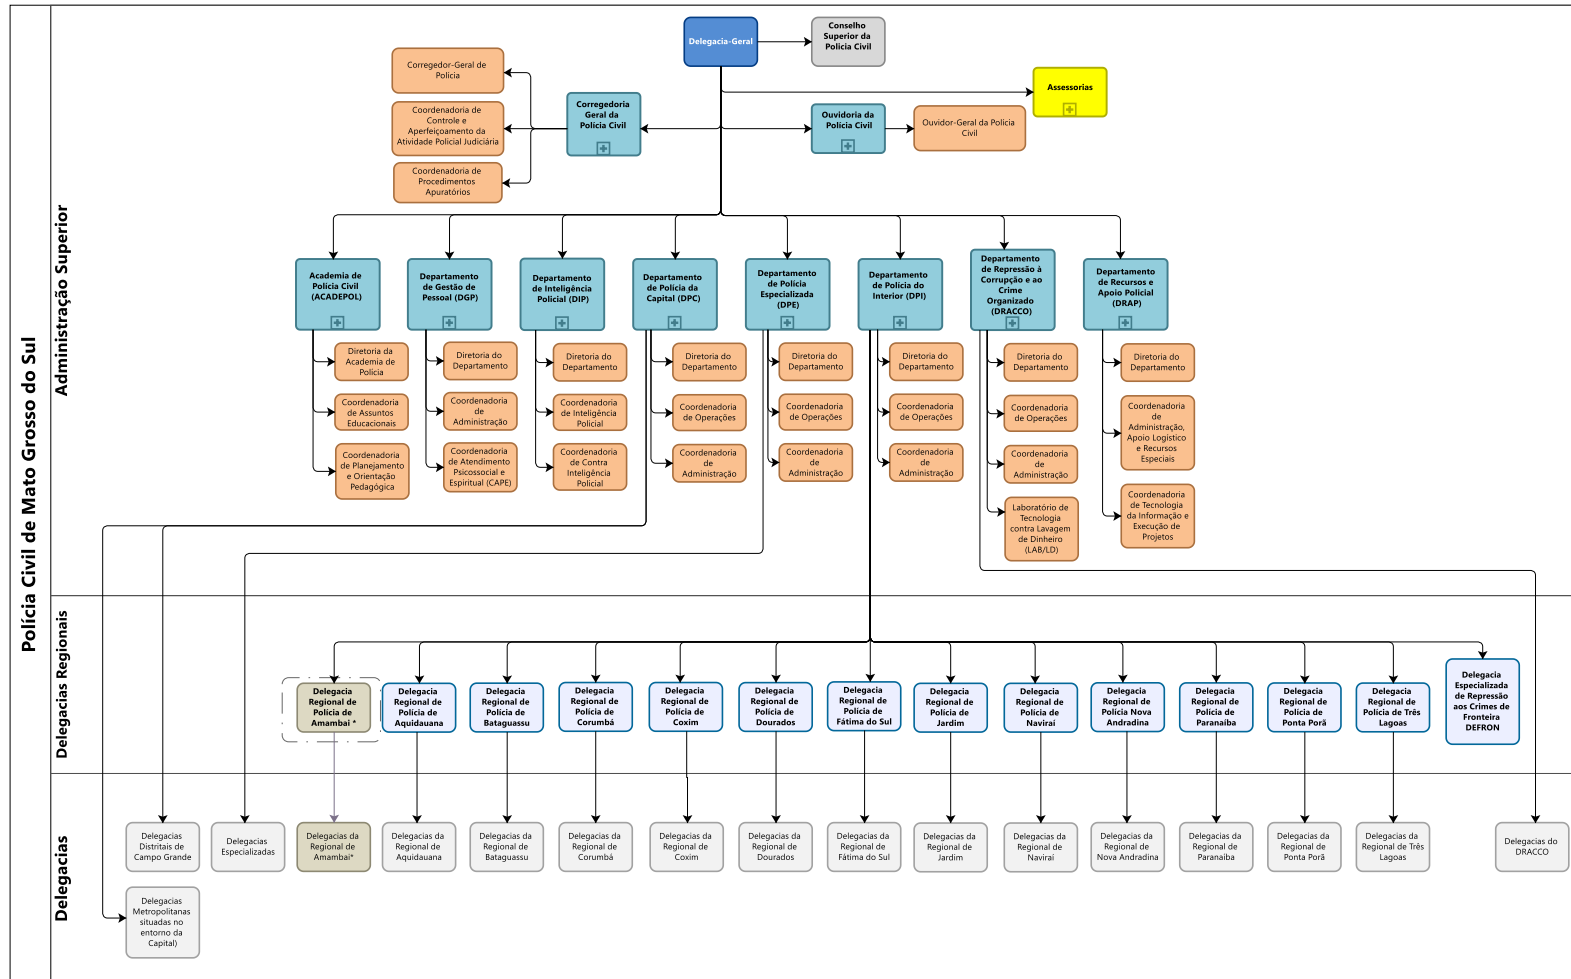 Polícia Civil de Mato Grosso do Sul
Administração Superior
Delegacia-Geral
Conselho
Superior da
Polícia Civil
Corregedor-Geral de
Polícia
Coordenadoria de
Controle e
Aperfeiçoamento da
Atividade Policial Judiciária
Coordenadoria de
Procedimentos
Apuratórios
Corregedoria
Geral da
Polícia Civil
Ouvidoria da
Polícia Civil
Ouvidor-Geral da Polícia
Civil
Assessorias
Academia de
Polícia Civil
(ACADEPOL)
Departamento
de Gestão de
Pessoal (DGP)
Departamento
de Inteligência
Policial (DIP)
Departamento
de Polícia da
Capital (DPC)
Departamento
de Polícia
Especializada
(DPE)
Departamento
de Polícia do
Interior (DPI)
Departamento
de Repressão à
Corrupção e ao
Crime
Organizado
(DRACCO)
Departamento
de Recursos e
Apoio Policial
(DRAP)
Diretoria da
Academia de
Polícia
Coordenadoria
de Assuntos
Educacionais
Coordenadoria
de Planejamento
e Orientação
Pedagógica
Diretoria do
Departamento
Coordenadoria
de
Administração
Coordenadoria
de Atendimento
Psicossocial e
Espiritual (CAPE)
Diretoria do
Departamento
Coordenadoria
de Inteligência
Policial
Coordenadoria
de Contra
Inteligência
Policial
Diretoria do
Departamento
Coordenadoria
de Operações
Coordenadoria
de
Administração
Diretoria do
Departamento
Coordenadoria
de Operações
Coordenadoria
de
Administração
Diretoria do
Departamento
Coordenadoria
de Operações
Coordenadoria
de
Administração
Diretoria do
Departamento
Coordenadoria
de Operações
Coordenadoria
de
Administração
Laboratório de
Tecnologia
contra Lavagem
de Dinheiro
(LAB/LD)
Diretoria do
Departamento
Coordenadoria
de
Administração,
Apoio Logístico
e Recursos
Especiais
Coordenadoria
de Tecnologia
da Informação e
Execução de
Projetos
Delegacias Regionais
Delegacia
Regional de
Polícia de
Amambai *
Delegacia
Regional de
Polícia de
Aquidauana
Delegacia
Regional de
Polícia de
Bataguassu
Delegacia
Regional de
Polícia de
Corumbá
Delegacia
Regional de
Polícia de
Coxim
Delegacia
Regional de
Polícia de
Dourados
Delegacia
Regional de
Polícia de
Fátima do Sul
Delegacia
Regional de
Polícia de
Jardim
Delegacia
Regional de
Polícia de
Naviraí
Delegacia
Regional de
Polícia Nova
Andradina
Delegacia
Regional de
Polícia de
Paranaíba
Delegacia
Regional de
Polícia de
Ponta Porã
Delegacia
Regional de
Polícia de Três
Lagoas
Delegacia
Especializada
de Repressão
aos Crimes de
Fronteira
DEFRON
Delegacias
Delegacias
Distritais de
Campo Grande
Delegacias
Especializadas
Delegacias da
Regional de
Amambai*
Delegacias da
Regional de
Aquidauana
Delegacias da
Regional de
Bataguassu
Delegacias da
Regional de
Corumbá
Delegacias da
Regional de
Coxim
Delegacias da
Regional de
Dourados
Delegacias da
Regional de
Fátima do Sul
Delegacias da
Regional de
Jardim
Delegacias da
Regional de
Naviraí
Delegacias da
Regional de
Nova Andradina
Delegacias da
Regional de
Paranaíba
Delegacias da
Regional de
Ponta Porã
Delegacias da
Regional de Três
Lagoas
Delegacias do
DRACCO
Delegacias
Metropolitanas
situadas no
entorno da
Capital)